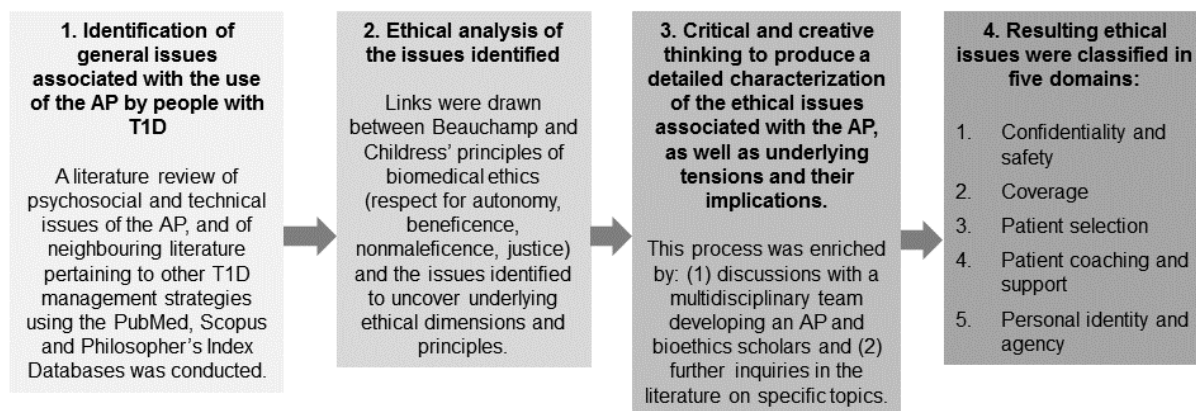 1. Identification of
general issues
associated with the use
of the AP by people with
T1D
A literature review of
psychosocial and technical
issues of the AP, and of
neighbouring literature
pertaining to other T1D
management strategies
using the PubMed, Scopus
and Philosopher's Index
Databases was conducted.
2. Ethical analysis of
the issues identified
Links were drawn
between Beauchamp and
Childress' principles of
biomedical ethics
(respect for autonomy,
beneficence,
nonmaleficence, justice)
and the issues identified
to uncover underlying
ethical dimensions and
principles.
3. Critical and creative
thinking to produce a
detailed characterization
of the ethical issues
associated with the AP,
as well as underlying
tensions and their
implications.
This process was enriched
by: (1) discussions with a
multidisciplinary team
developing an AP and
bioethics scholars and (2)
further inquiries in the
literature on specific topics.
4. Resulting ethical
issues were classified in
five domains:
1. Confidentiality and
safety
2. Coverage
3. Patient selection
4. Patient coaching and
support
5. Personal identity and
agency